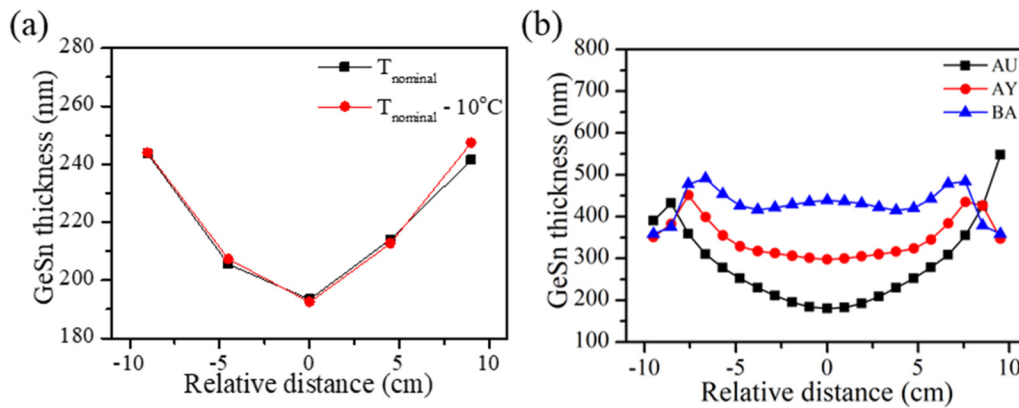 (a)
280
260
240
220
200
180
GeSn thickness (nm)
T_nominal
T_nominal - 10°C
-10 -5 0 5 10
Relative distance (cm)
(b)
800
700
600
500
400
300
200
100
GeSn thickness (nm)
AU
AY
BA
-10 -5 0 5 10
Relative distance (cm)